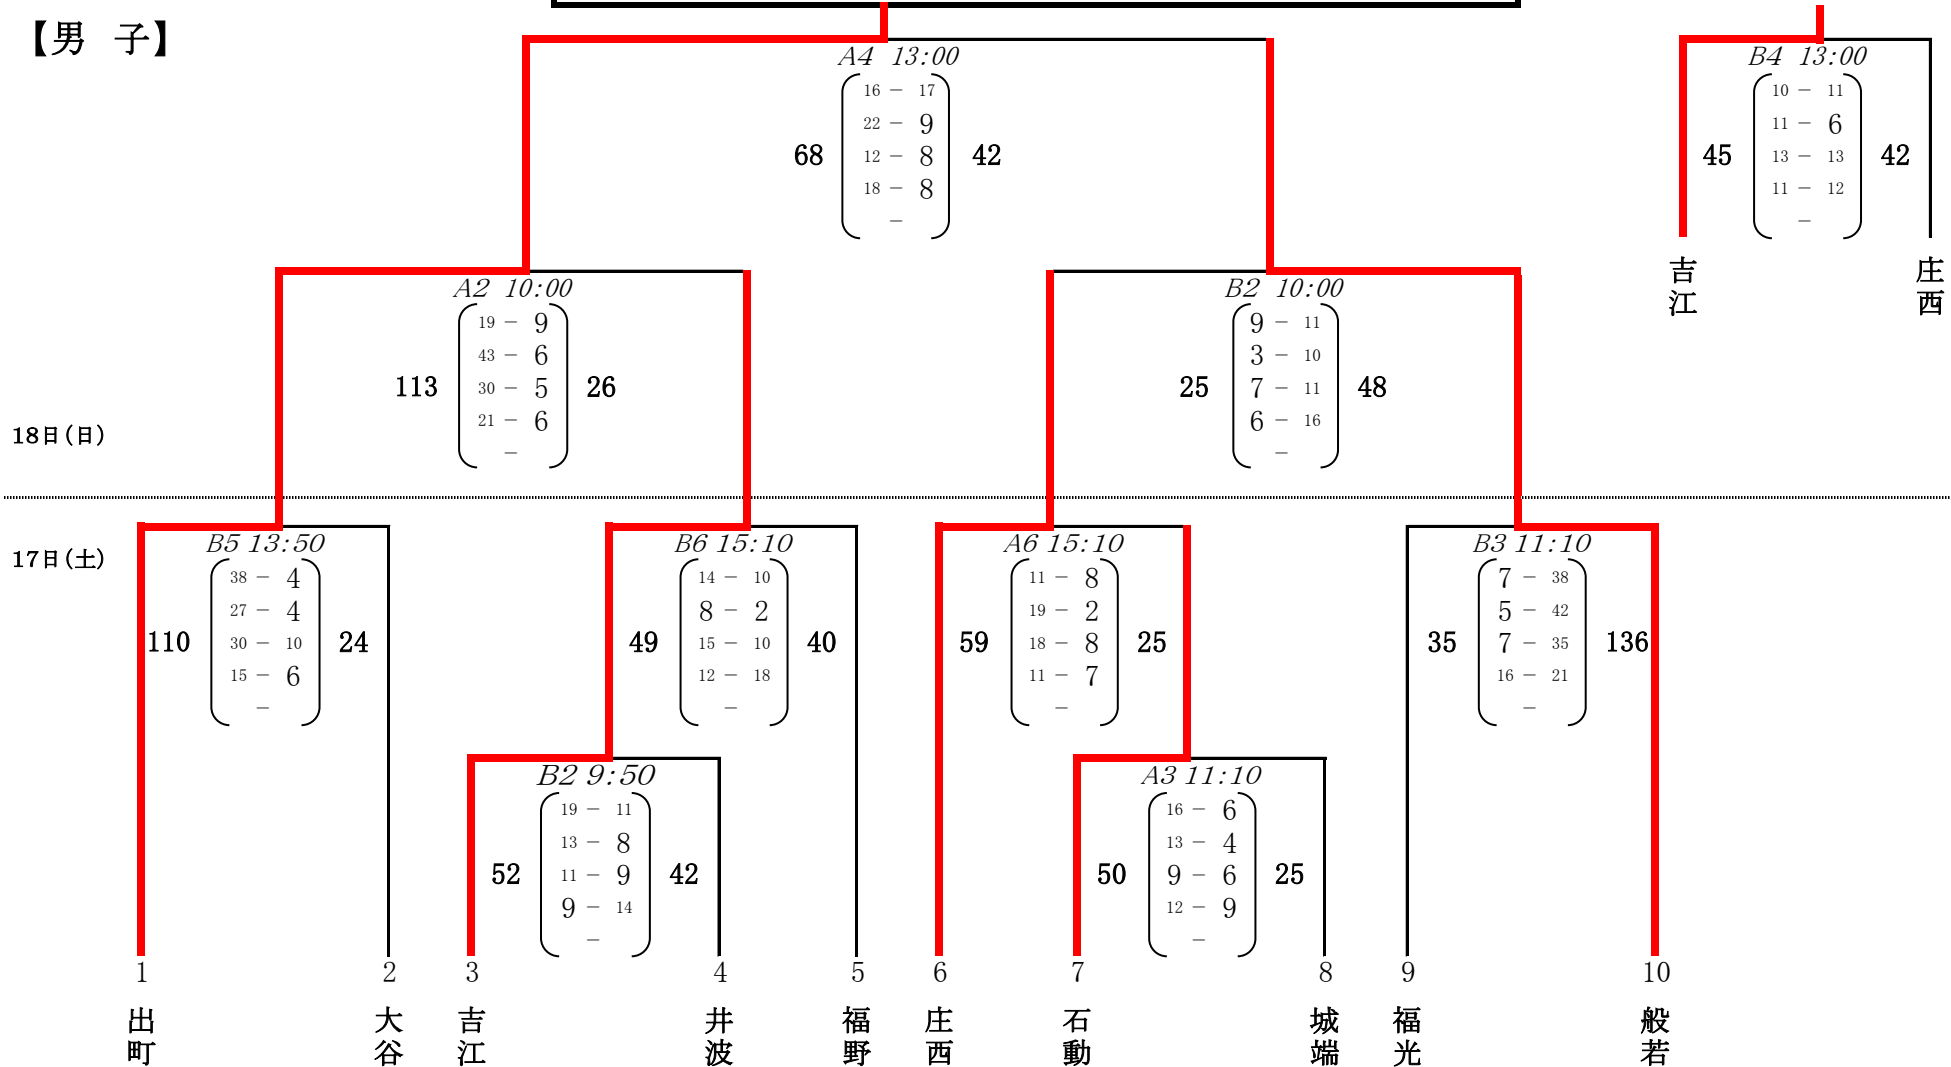 【男　子】
A4 13:00
16 － 17
22 － 9
68 12 － 8 42
18 － 8
－
B4 13:00
10 － 11
11 － 6
45 13 － 13 42
11 － 12
－
吉江
庄西
A2 10:00
19 － 9
43 － 6
113 30 － 5 26
21 － 6
－
B2 10:00
9 － 11
3 － 10
25 7 － 11 48
6 － 16
－
18日(日)
17日(土)
B5 13:50
38 － 4
27 － 4
110 30 － 10 24
15 － 6
－
B6 15:10
14 － 10
8 － 2
49 15 － 10 40
12 － 18
－
A6 15:10
11 － 8
19 － 2
59 18 － 8 25
11 － 7
－
B3 11:10
7 － 38
5 － 42
35 7 － 35 136
16 － 21
－
B2 9:50
19 － 11
13 － 8
52 11 － 9 42
9 － 14
－
A3 11:10
16 － 6
13 － 4
50 9 － 6 25
12 － 9
－
1 2 3 4 5 6 7 8 9 10
出町 大谷 吉江 井波 福野 庄西 石動 城端 福光 般若